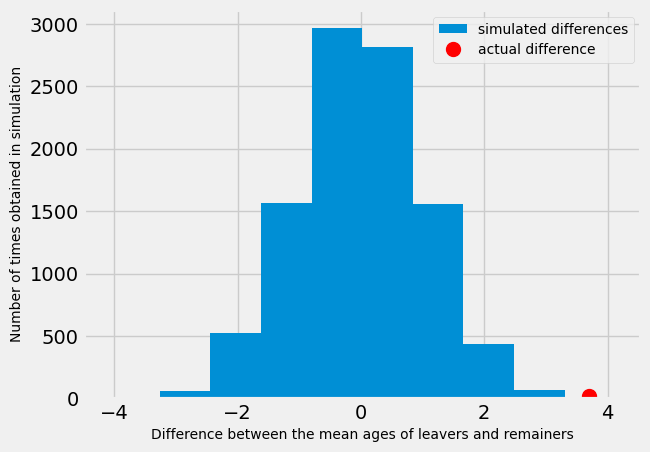 simulated differences
actual difference
3000
2500
2000
1500
1000
500
0
Number of times obtained in simulation
−4 −2 0 2 4
Difference between the mean ages of leavers and remainers